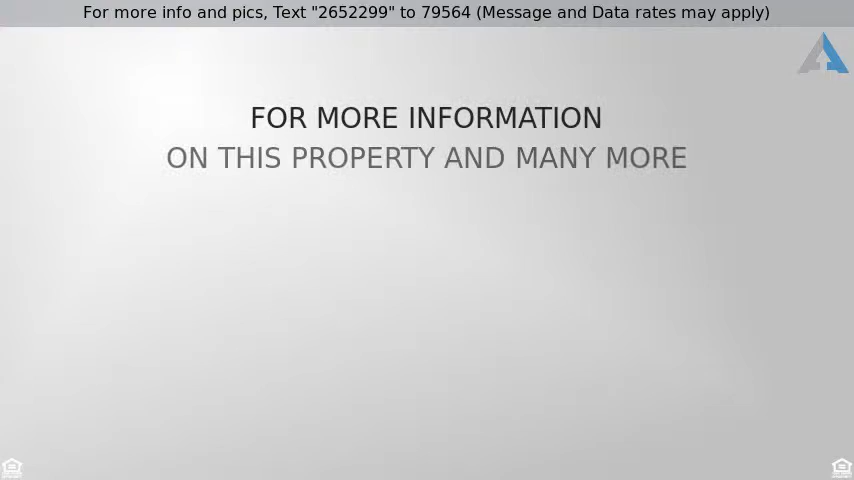 For more info and pics, Text "2652299" to 79564 (Message and Data rates may apply)
FOR MORE INFORMATION
ON THIS PROPERTY AND MANY MORE